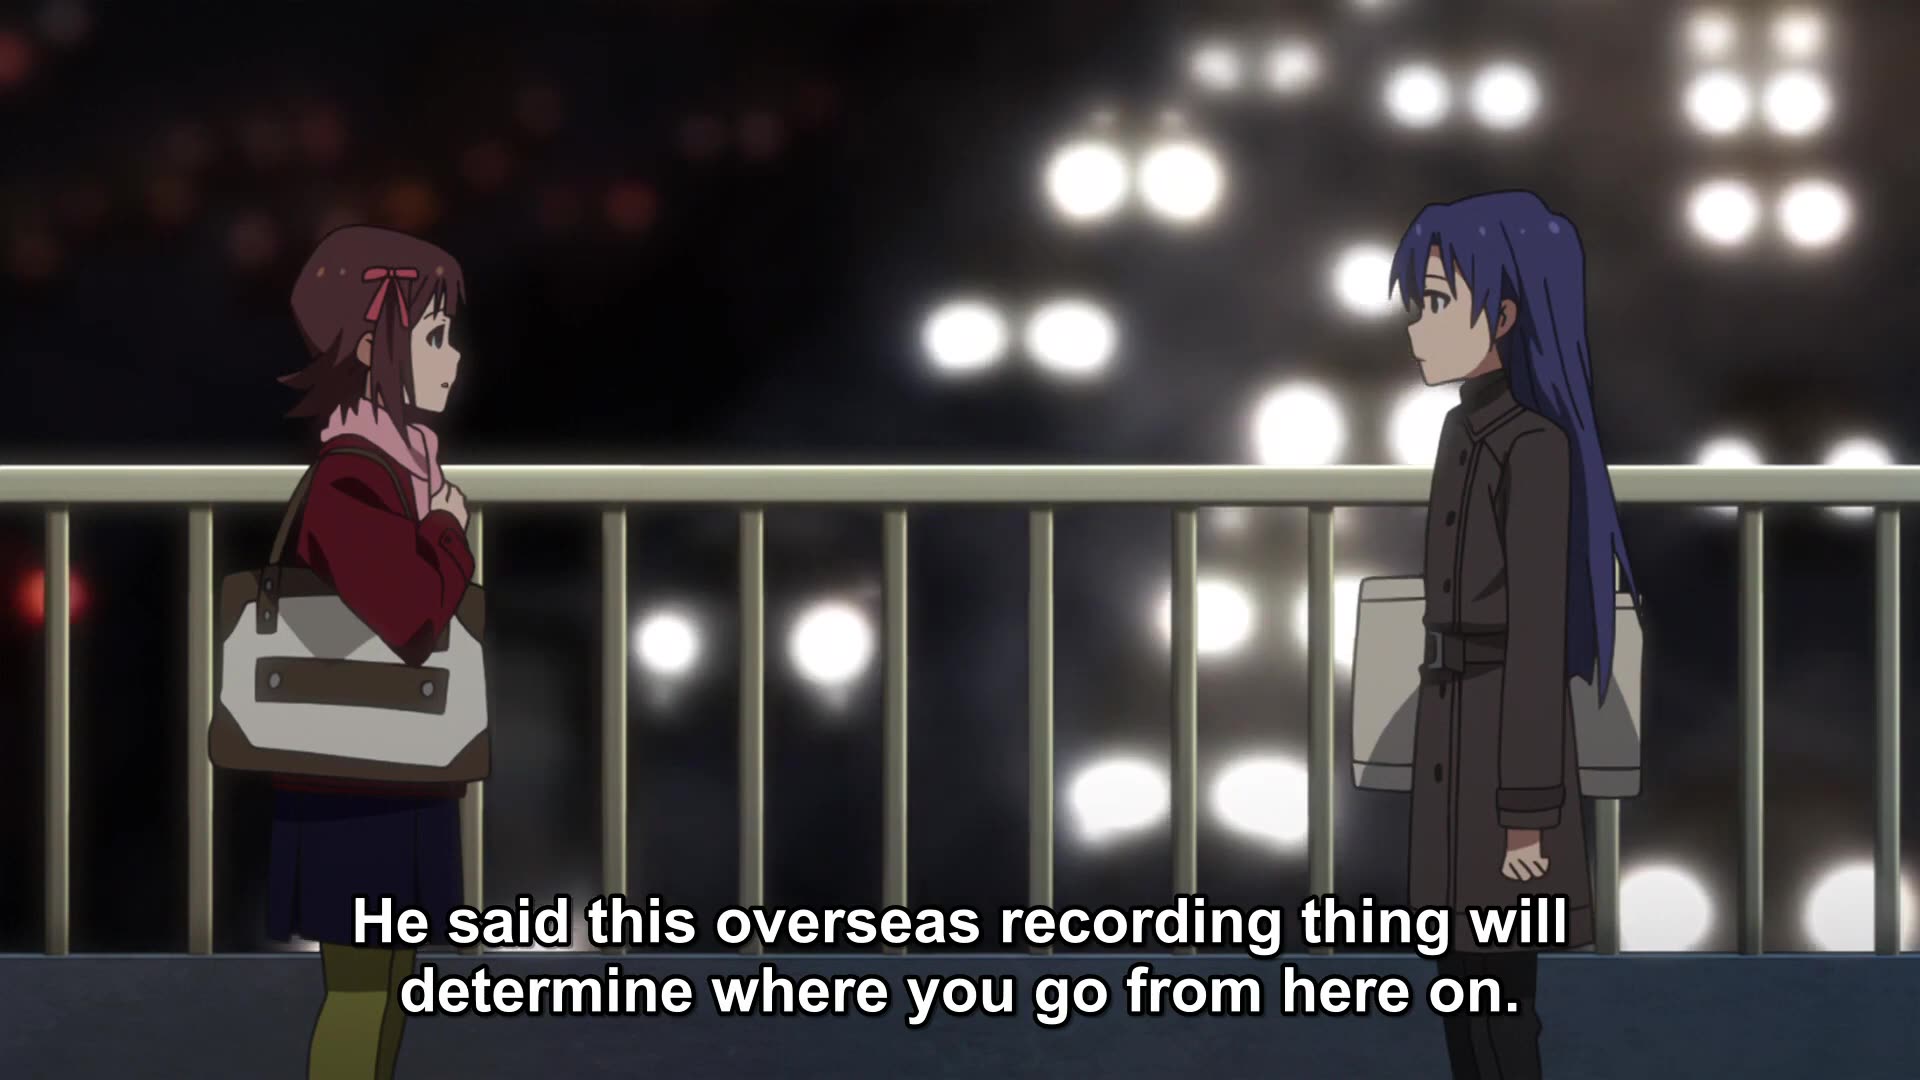 He said this overseas recording thing will
determine where you go from here on.